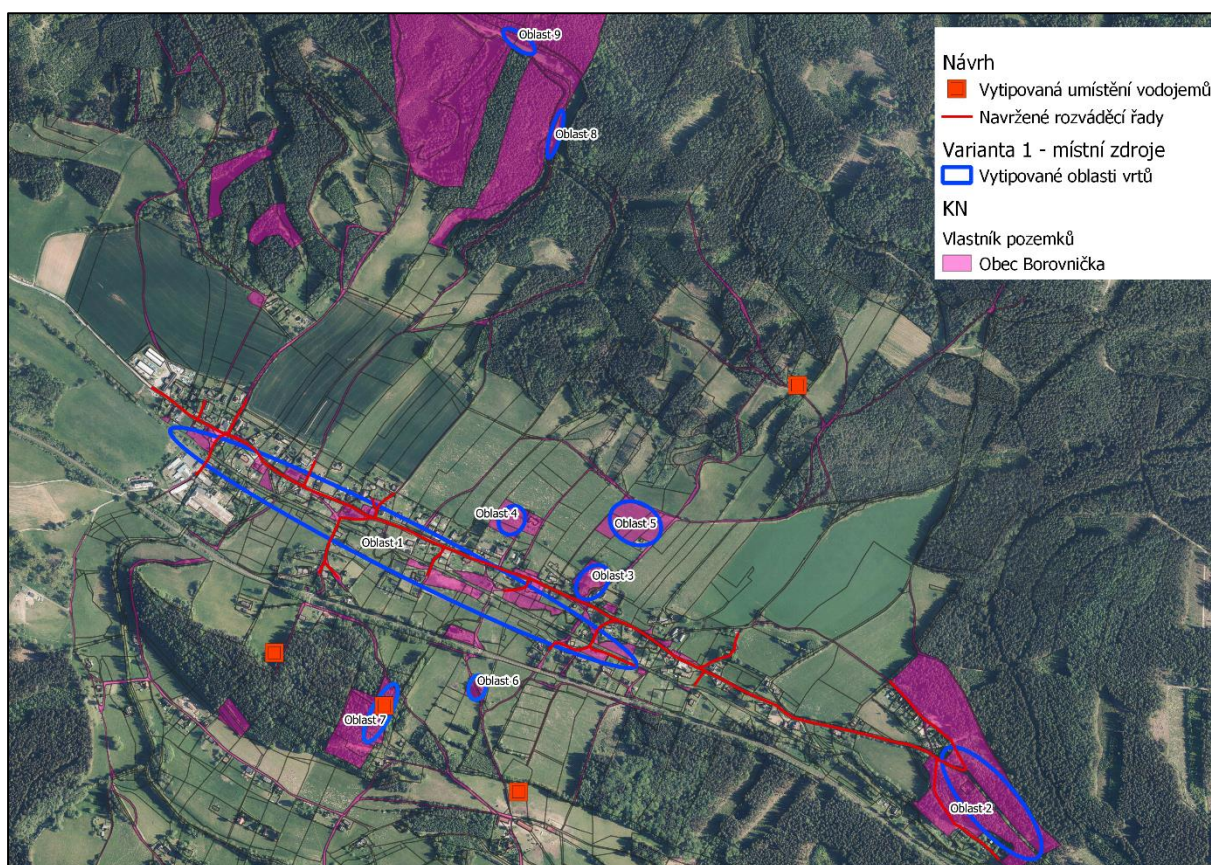 Oblast 9
Oblast 8
Návrh
Vytipovaná umístění vodojemů
Navržené rozváděcí řady
Varianta 1 - místní zdroje
Vytipované oblasti vrtů
KN
Vlastník pozemků
Obec Borovnička
Oblast 4
Oblast 5
Oblast 1
Oblast 3
Oblast 6
Oblast 7
Oblast 2